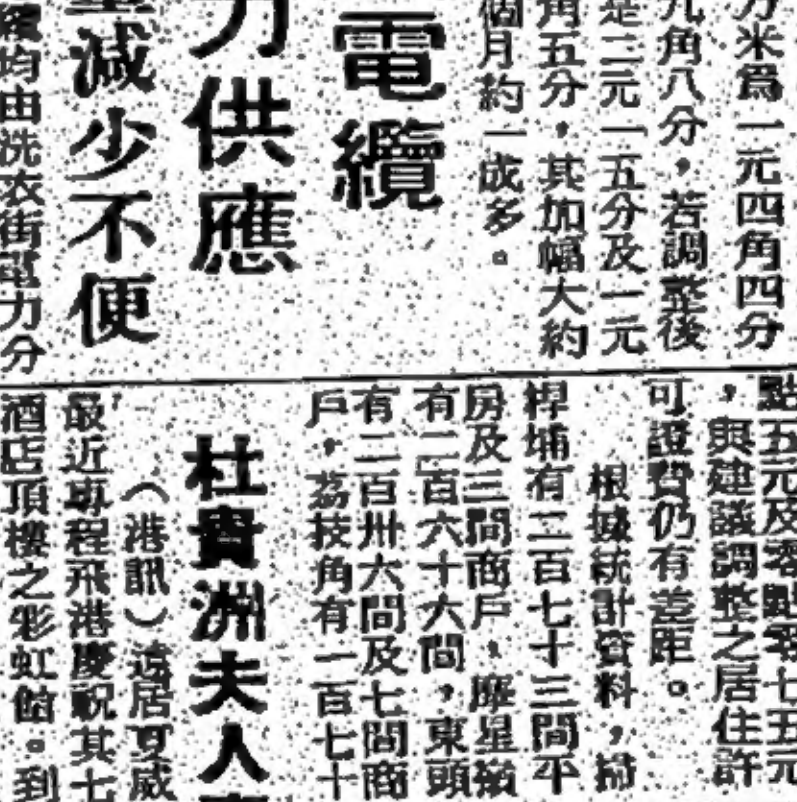 方米爲一元四角四分
九角八分,若調整後
是二元一五分及一元
角五分,其加幅大約
個月約一成多。
電纜
力供應
減少不便
均由洗衣街電力分
點五元及零點零七五元
,與建議調整之居住許
可證費仍有差距。
根據統計資料,掃
桿埔有二百七十三間平
房及三間商戶,摩星嶺
有二百六十六間,東頭
有二百卅六間及七間商
戶,荔枝角有一百七十
杜寶洲夫人
(港訊)遠居夏威
最近專程飛港慶祝其七
酒店頂樓之彩虹館。到